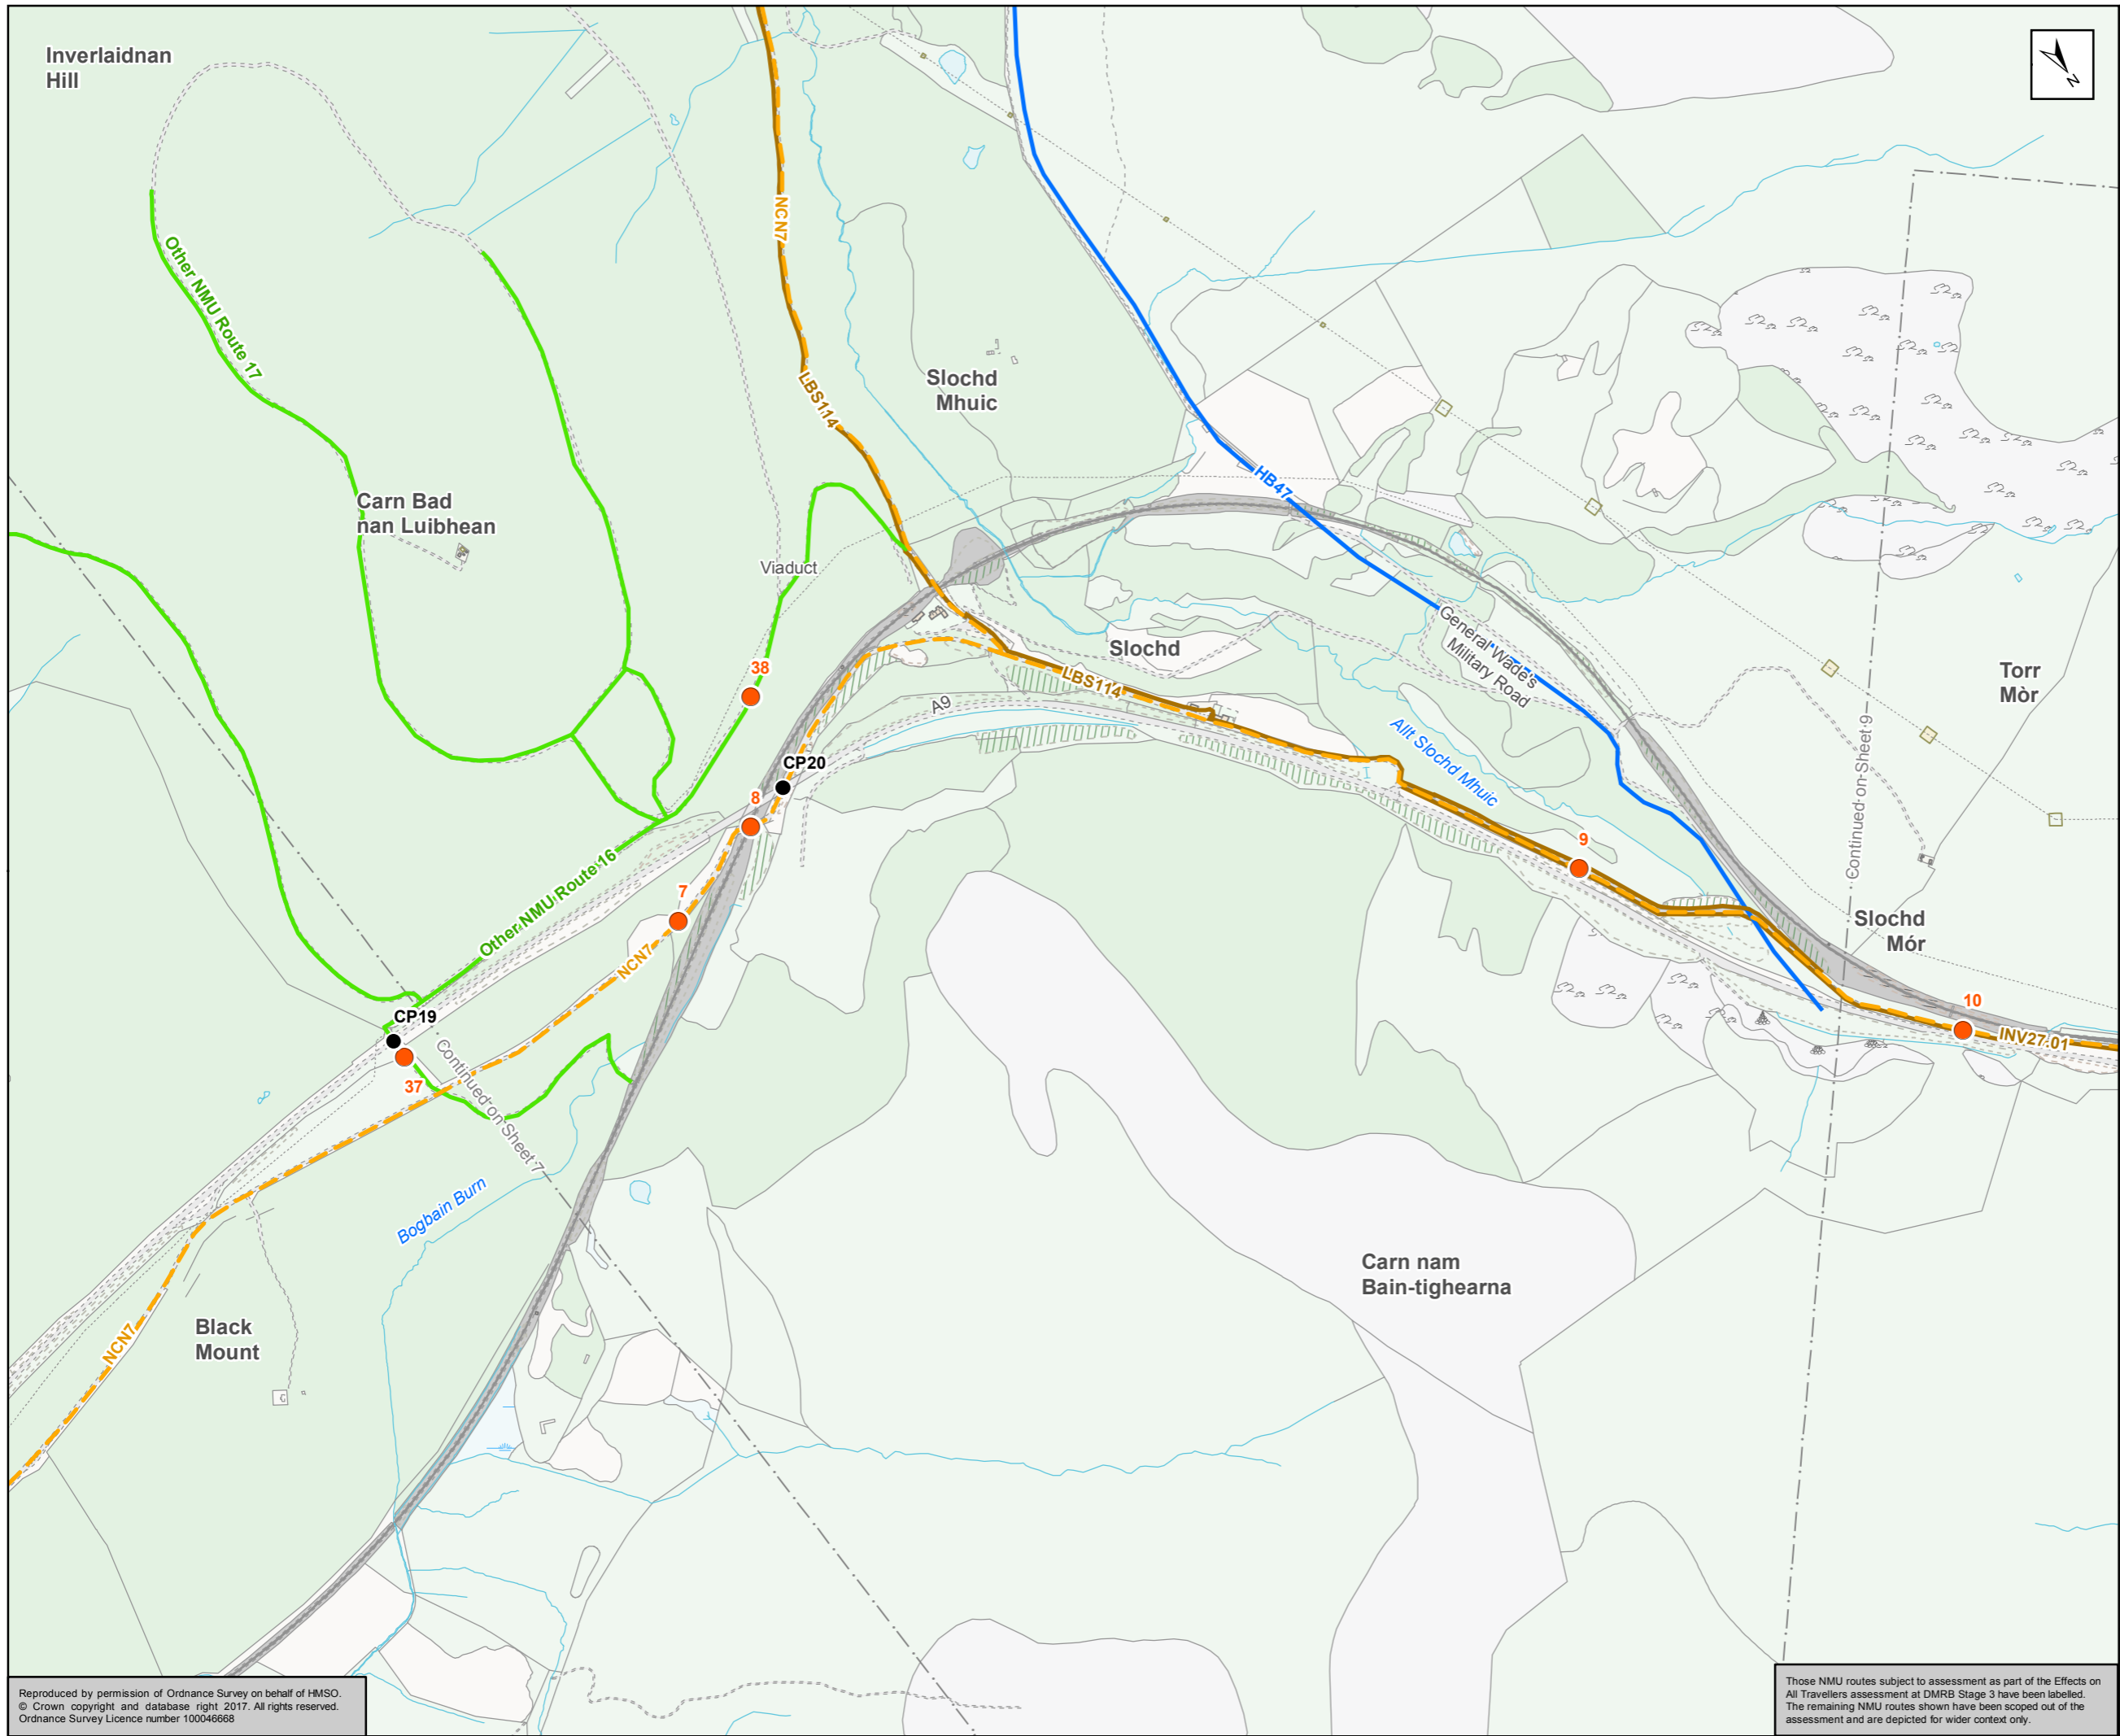 Inverlaidnan
Hill
N
NCN7
Other NMU Route 17
LBS114
Slochd
Mhuic
HB47
Carn Bad
nan Luibhean
Viaduct
General Wade's
Military Road
Slochd
LBS114
Torr
Mòr
38
A9
Allt Slochd Mhuic
Continued on Sheet 9
CP20
8
9
Other NMU Route 16
7
NCN7
Slochd
Mór
10
INV27.01
CP19
37
Continued on Sheet 7
Bogbain Burn
Carn nam
Bain-tighearna
Black
Mount
NCN7
G
Reproduced by permission of Ordnance Survey on behalf of HMSO.
© Crown copyright and database right 2017. All rights reserved.
Ordnance Survey Licence number 100046668
Those NMU routes subject to assessment as part of the Effects on
All Travellers assessment at DMRB Stage 3 have been labelled.
The remaining NMU routes shown have been scoped out of the
assessment and are depicted for wider context only.